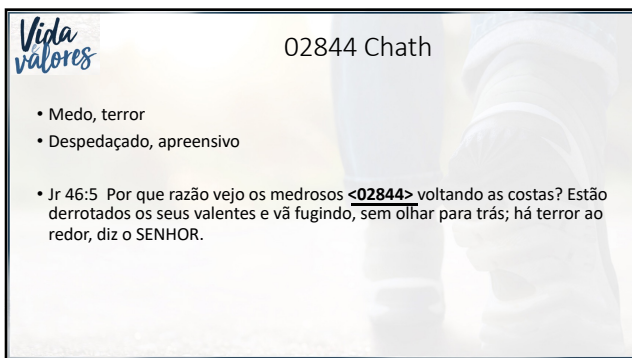 Vida
e
valores
02844 Chath
• Medo, terror
• Despedaçado, apreensivo
• Jr 46:5  Por que razão vejo os medrosos <02844> voltando as costas? Estão
derrotados os seus valentes e vã fugindo, sem olhar para trás; há terror ao
redor, diz o SENHOR.